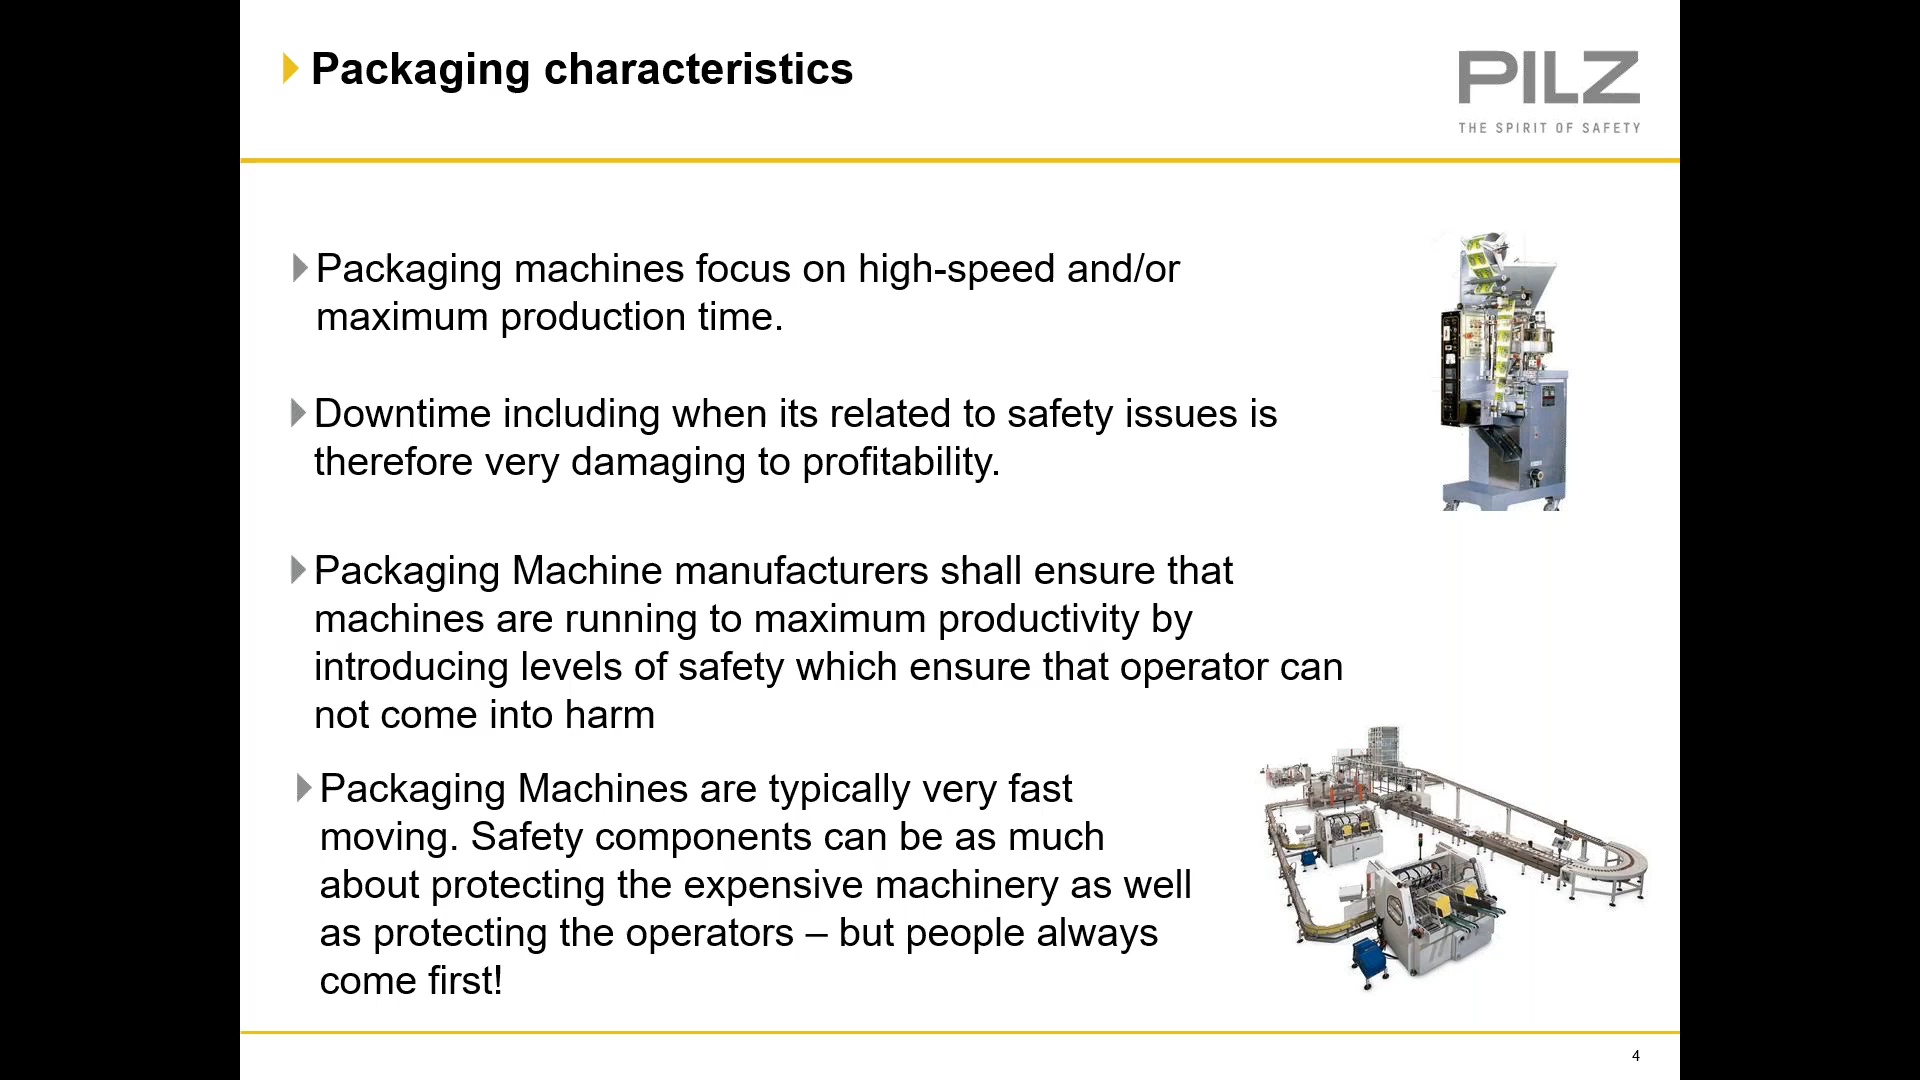 Packaging characteristics
PILZ
THE SPIRIT OF SAFETY
Packaging machines focus on high-speed and/or
maximum production time.
Downtime including when its related to safety issues is
therefore very damaging to profitability.
Packaging Machine manufacturers shall ensure that
machines are running to maximum productivity by
introducing levels of safety which ensure that operator can
not come into harm
Packaging Machines are typically very fast
moving. Safety components can be as much
about protecting the expensive machinery as well
as protecting the operators – but people always
come first!
4